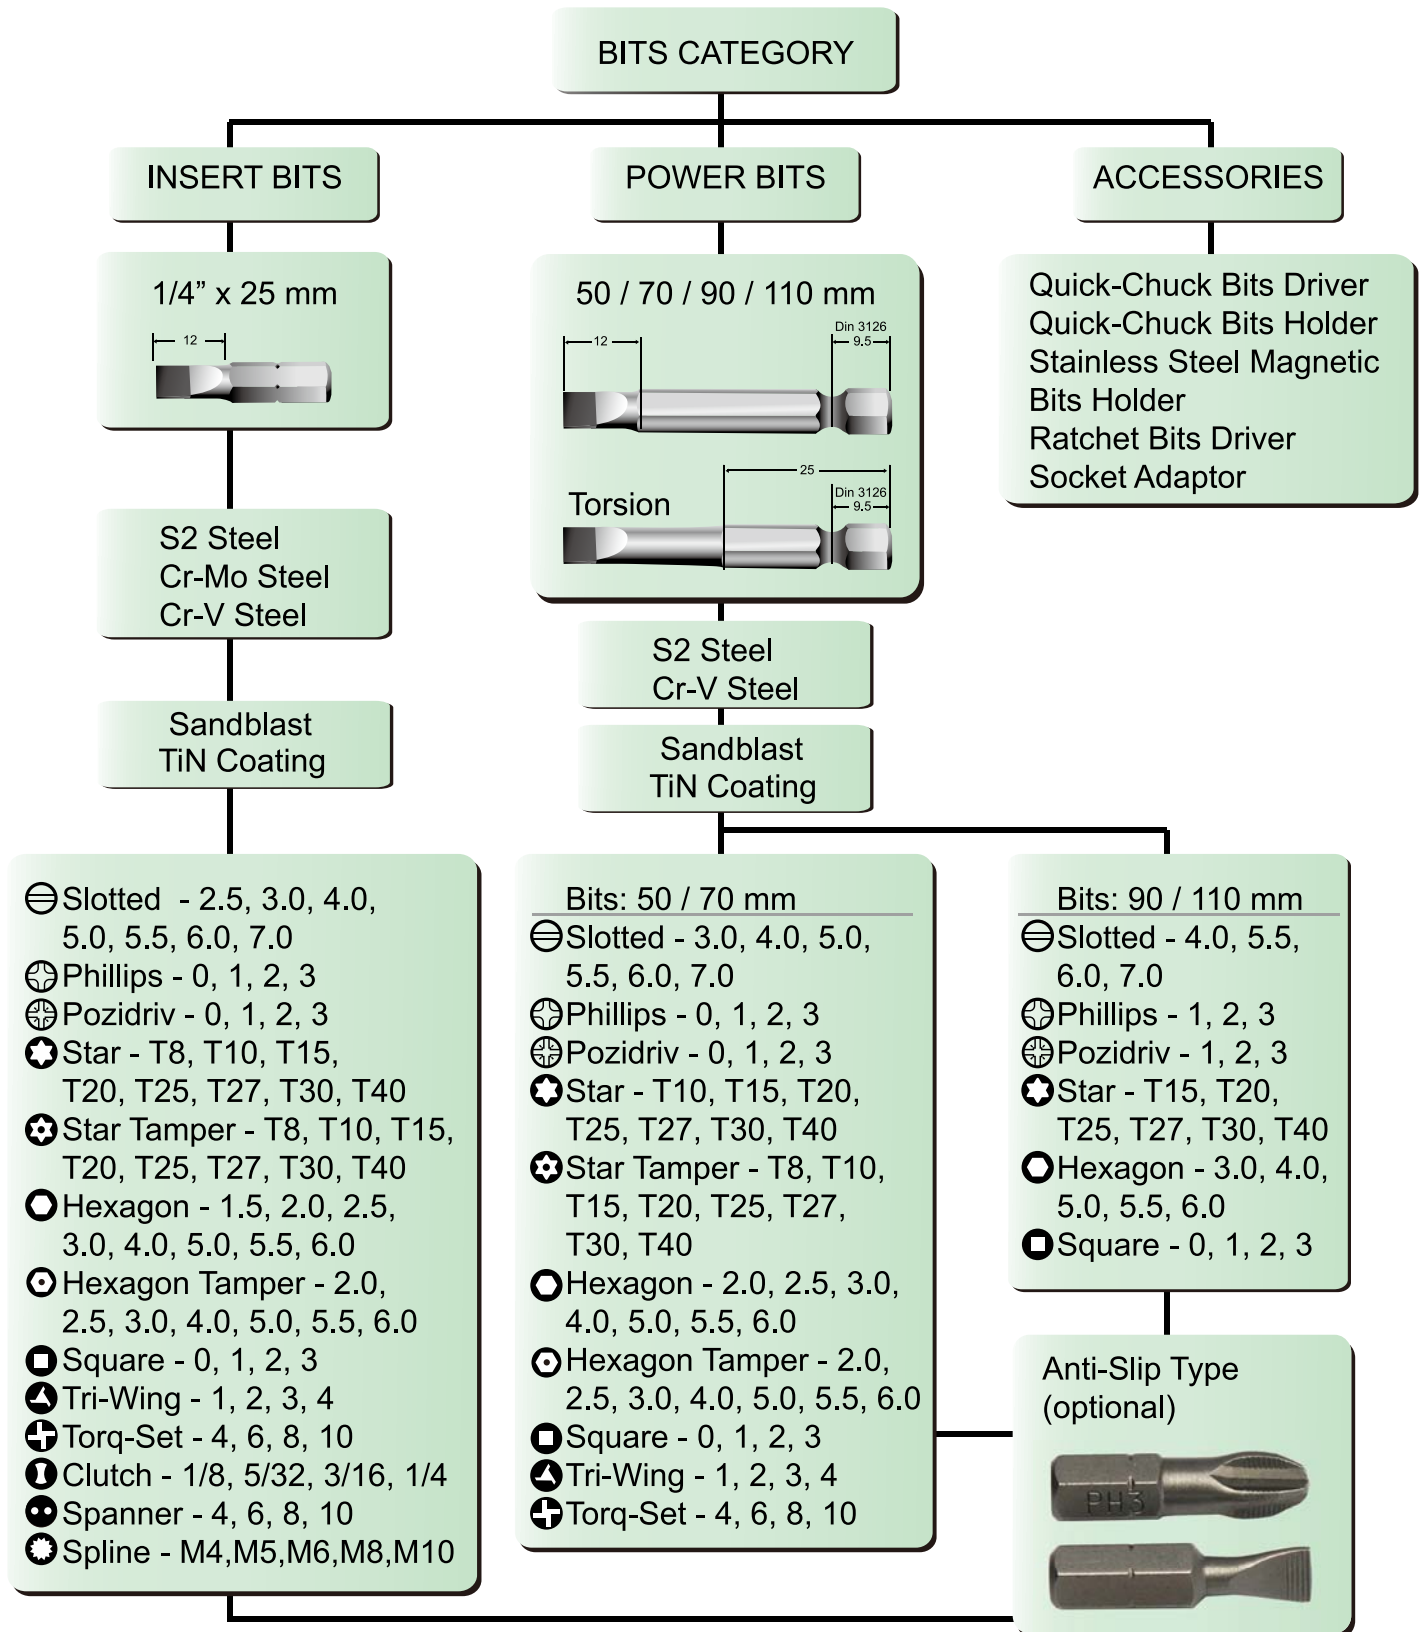 BITS CATEGORY
INSERT BITS
1/4” x 25 mm
12
S2 Steel
Cr-Mo Steel
Cr-V Steel
Sandblast
TiN Coating
Slotted - 2.5, 3.0, 4.0,
5.0, 5.5, 6.0, 7.0
Phillips - 0, 1, 2, 3
Pozidriv - 0, 1, 2, 3
Star - T8, T10, T15,
T20, T25, T27, T30, T40
Star Tamper - T8, T10, T15,
T20, T25, T27, T30, T40
Hexagon - 1.5, 2.0, 2.5,
3.0, 4.0, 5.0, 5.5, 6.0
Hexagon Tamper - 2.0,
2.5, 3.0, 4.0, 5.0, 5.5, 6.0
Square - 0, 1, 2, 3
Tri-Wing - 1, 2, 3, 4
Torq-Set - 4, 6, 8, 10
Clutch - 1/8, 5/32, 3/16, 1/4
Spanner - 4, 6, 8, 10
Spline - M4,M5,M6,M8,M10
POWER BITS
50 / 70 / 90 / 110 mm
Din 3126
12
9.5
25
Torsion
Din 3126
9.5
S2 Steel
Cr-V Steel
Sandblast
TiN Coating
Bits: 50 / 70 mm
Slotted - 3.0, 4.0, 5.0,
5.5, 6.0, 7.0
Phillips - 0, 1, 2, 3
Pozidriv - 0, 1, 2, 3
Star - T10, T15, T20,
T25, T27, T30, T40
Star Tamper - T8, T10,
T15, T20, T25, T27,
T30, T40
Hexagon - 2.0, 2.5, 3.0,
4.0, 5.0, 5.5, 6.0
Hexagon Tamper - 2.0,
2.5, 3.0, 4.0, 5.0, 5.5, 6.0
Square - 0, 1, 2, 3
Tri-Wing - 1, 2, 3, 4
Torq-Set - 4, 6, 8, 10
Bits: 90 / 110 mm
Slotted - 4.0, 5.5,
6.0, 7.0
Phillips - 1, 2, 3
Pozidriv - 1, 2, 3
Star - T15, T20,
T25, T27, T30, T40
Hexagon - 3.0, 4.0,
5.0, 5.5, 6.0
Square - 0, 1, 2, 3
Anti-Slip Type
(optional)
PH3
ACCESSORIES
Quick-Chuck Bits Driver
Quick-Chuck Bits Holder
Stainless Steel Magnetic
Bits Holder
Ratchet Bits Driver
Socket Adaptor